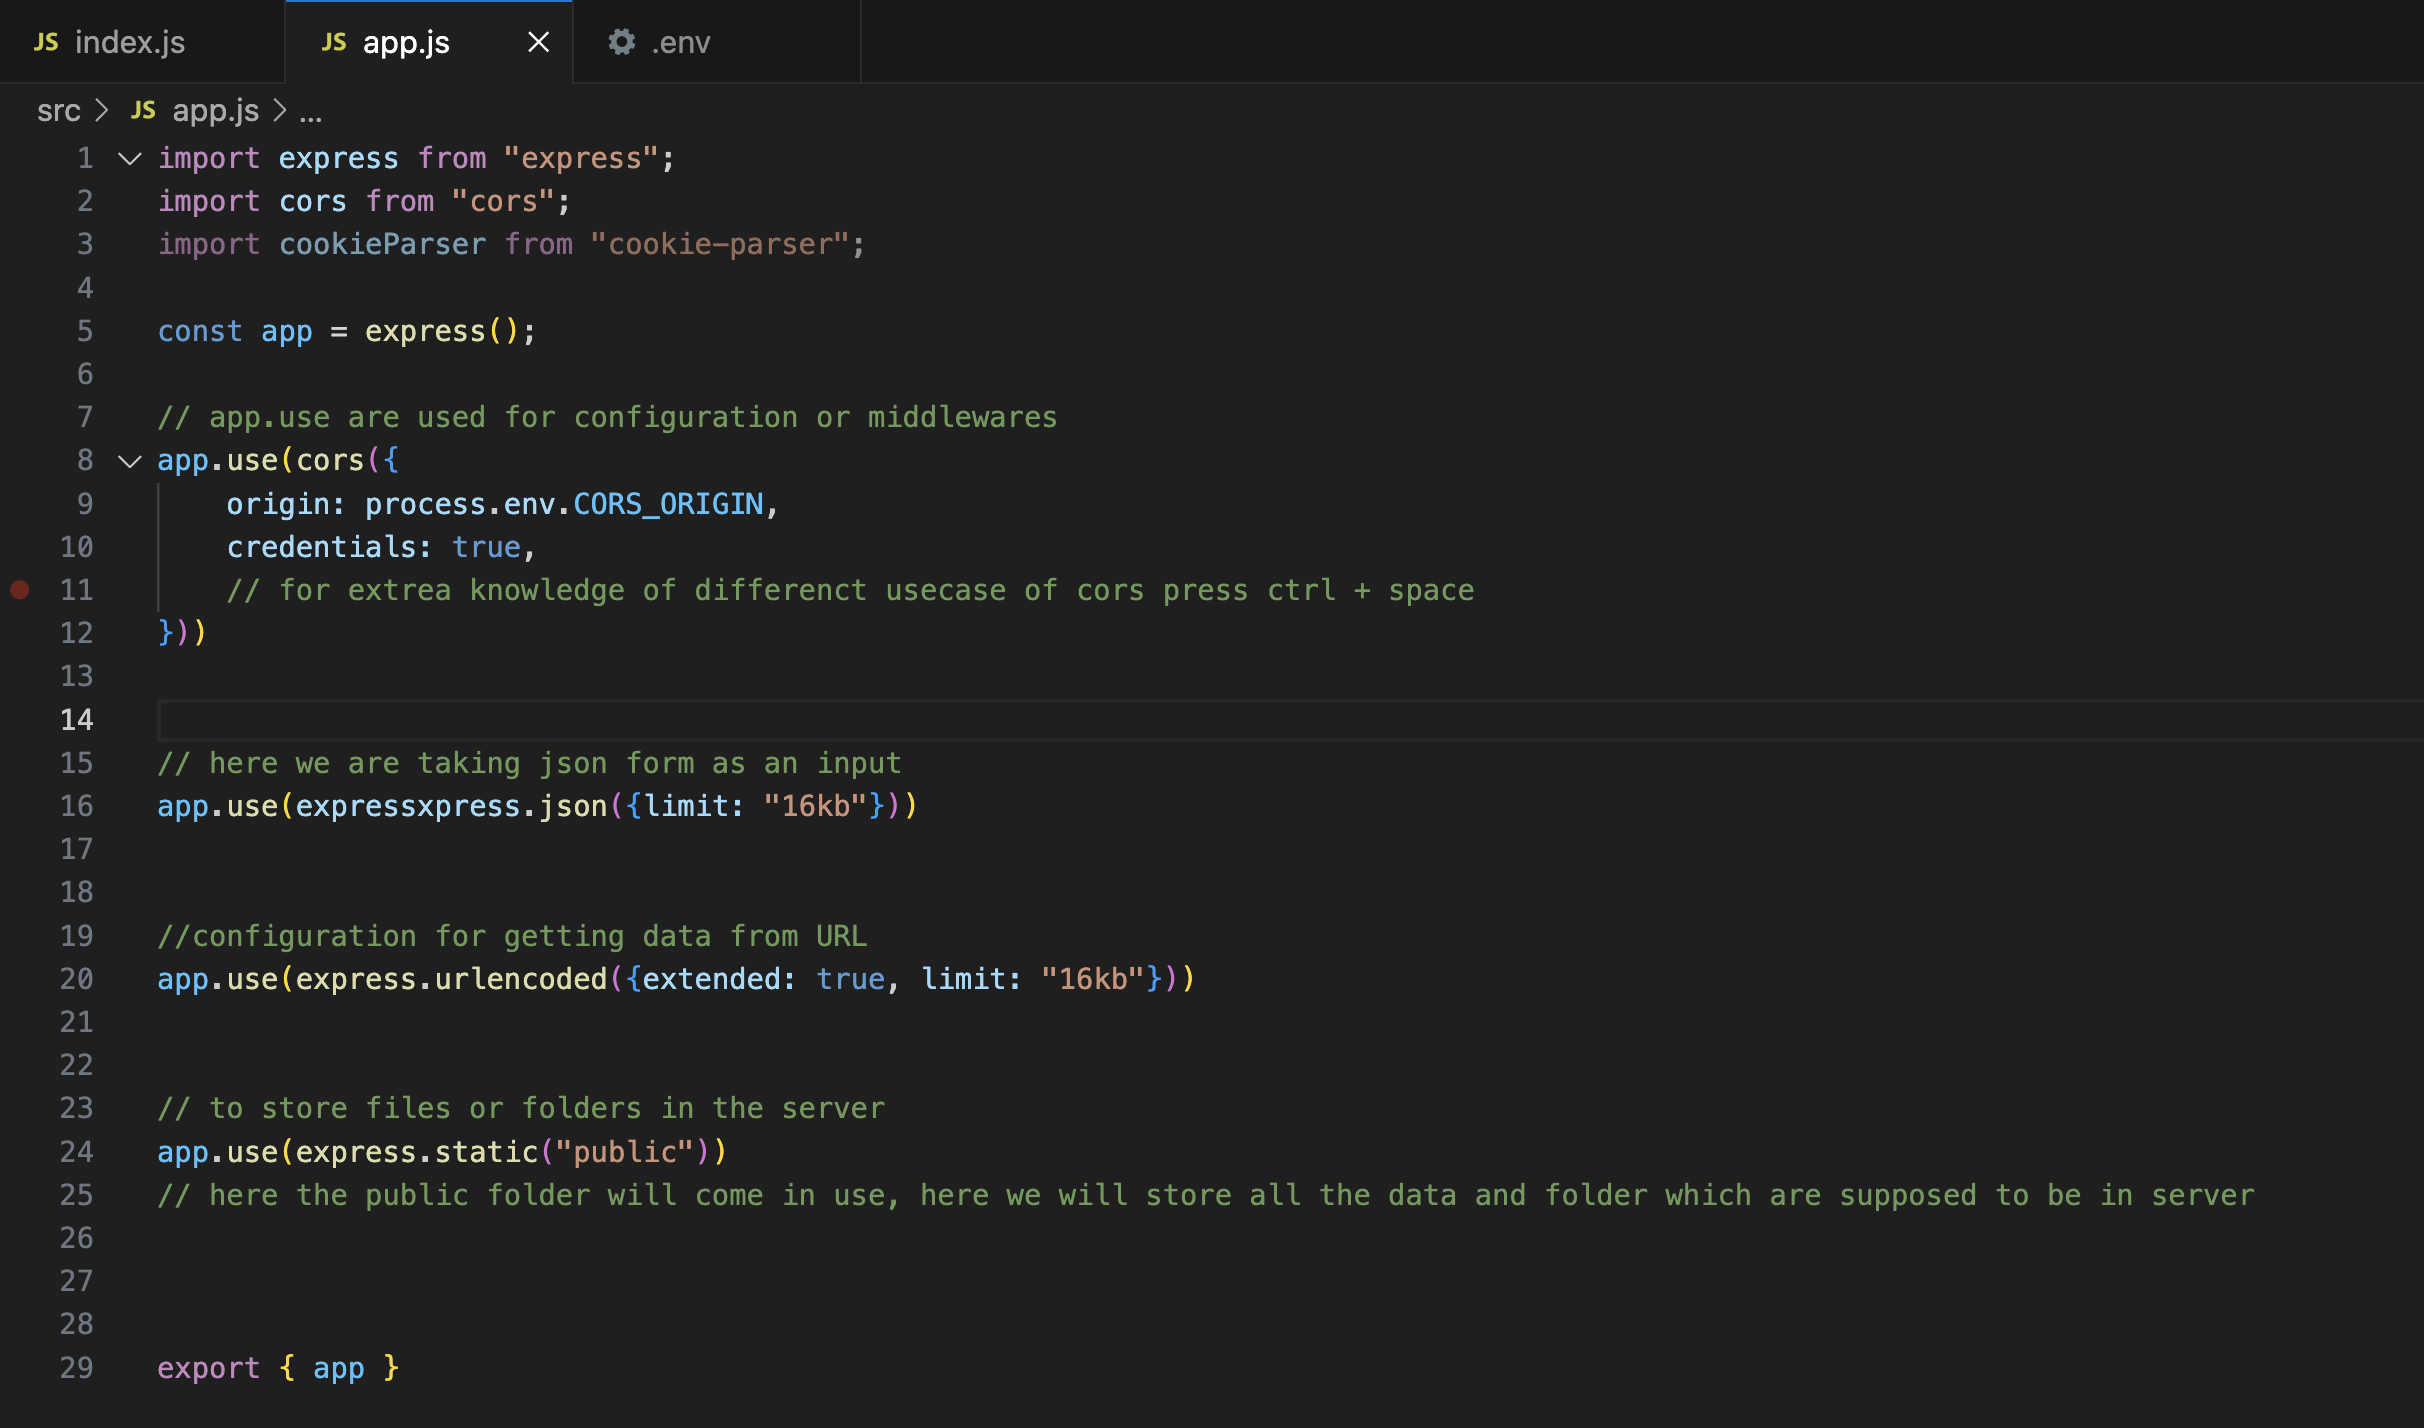 JS index.js JS app.js .env
src > JS app.js > ...
1 import express from "express";
2 import cors from "cors";
3 import cookieParser from "cookie-parser";
4
5 const app = express();
6
7 // app.use are used for configuration or middlewares
8 app.use(cors({
9 origin: process.env.CORS_ORIGIN,
10 credentials: true,
11 // for extrea knowledge of differenct usecase of cors press ctrl + space
12 }))
13
14
15 // here we are taking json form as an input
16 app.use(expressxpress.json({limit: "16kb"}))
17
18
19 //configuration for getting data from URL
20 app.use(express.urlencoded({extended: true, limit: "16kb"}))
21
22
23 // to store files or folders in the server
24 app.use(express.static("public"))
25 // here the public folder will come in use, here we will store all the data and folder which are supposed to be in server
26
27
28
29 export { app }